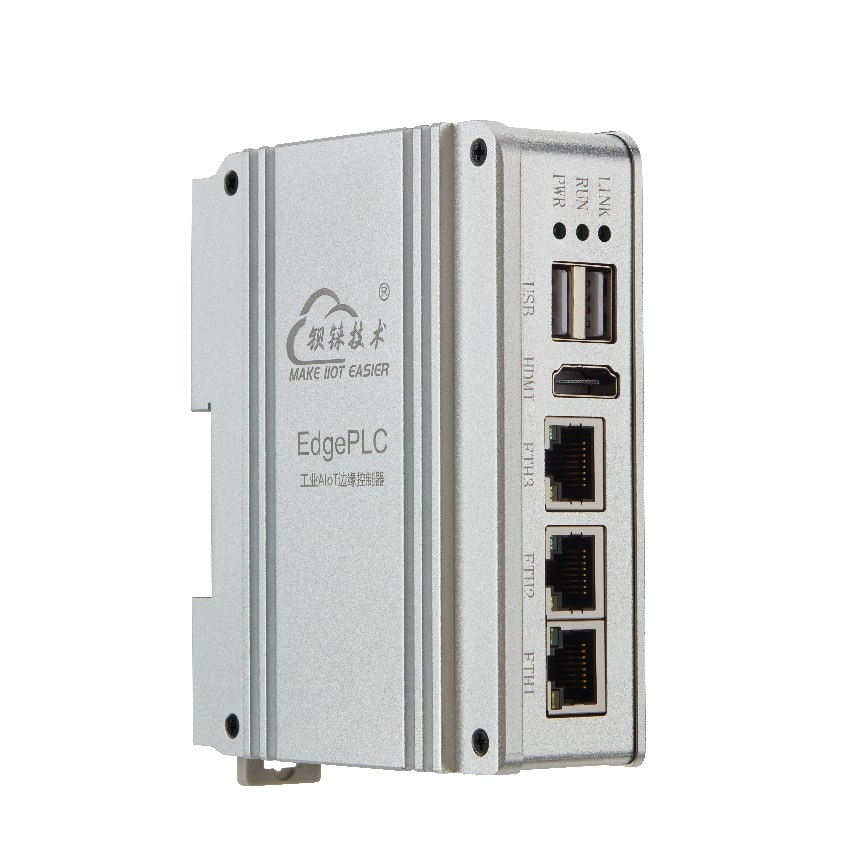 钡铼技术
®
MAKE IIOT EASIER
EdgePLC
工业AIoT边缘控制器
LINK
RUN
PWR
USB
HDMI
ETH3
ETH2
ETH1